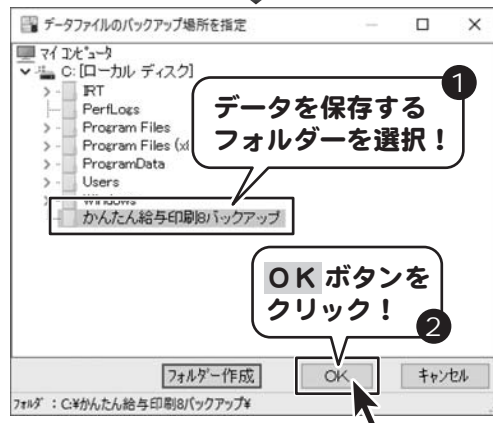 データファイルのバックアップ場所を指定
マイ コンピュータ
C: [ローカル ディスク]
IRT
PerfLogs
Program Files
Program Files (x8
ProgramData
Users
Windows
かんたん給与印刷8バックアップ
1
データを保存する
フォルダーを選択！
OK ボタンを
クリック！
2
フォルダー作成
OK
キャンセル
フォルダ : C:¥かんたん給与印刷8バックアップ¥